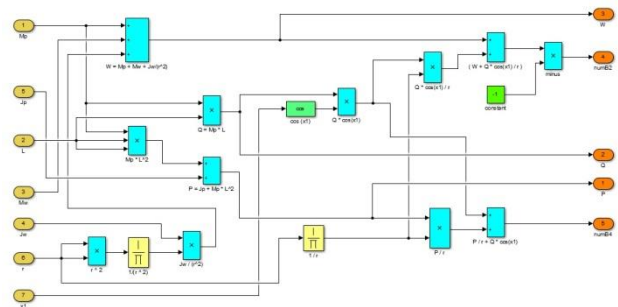 1
Mp
W = Mp + Mw + Jw/(r^2)
3
W
( W + Q * cos(x1) / r )
minus
4
numB2
Q * cos(x1) / r
-1
constant
5
Jp
Q = Mp * L
cos
cos (x1)
Q * cos(x1)
2
L
Mp * L^2
2
Q
P = Jp + Mp * L^2
1
P
3
Mw
4
Jw
5
numB4
P / r
P / r + Q * cos(x1)
6
r
r ^ 2
1/(r ^ 2)
Jw / (r^2)
1 / r
7